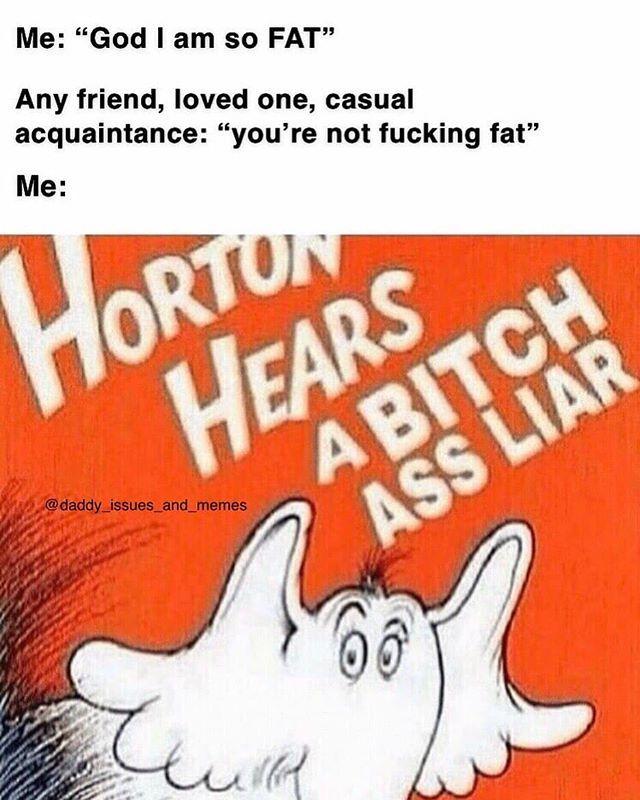 Me: “God I am so FAT”
Any friend, loved one, casual
acquaintance: “you’re not fucking fat”
Me:
HORTON
HEARS
A BITCH
ASS LIAR
@daddy_issues_and_memes